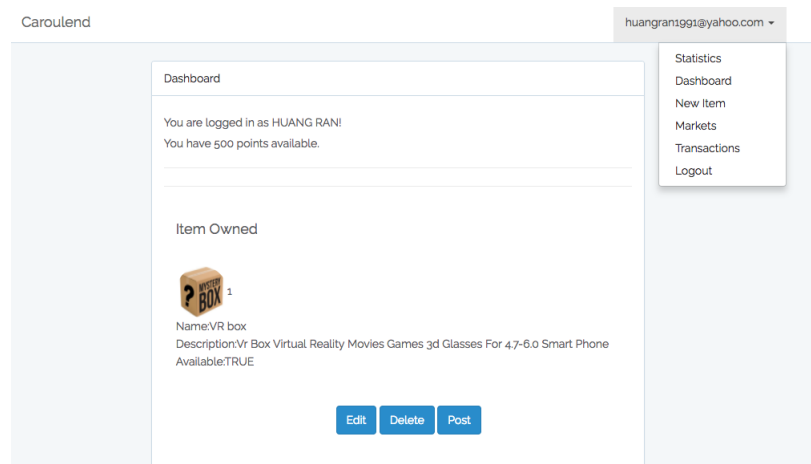 Caroulend
huangran1991@yahoo.com
Statistics
Dashboard
New Item
Markets
Transactions
Logout
Dashboard
You are logged in as HUANG RAN!
You have 500 points available.
Item Owned
?
MYSTERY
BOX
1
Name:VR box
Description:Vr Box Virtual Reality Movies Games 3d Glasses For 4.7-6.0 Smart Phone
Available:TRUE
Edit Delete Post